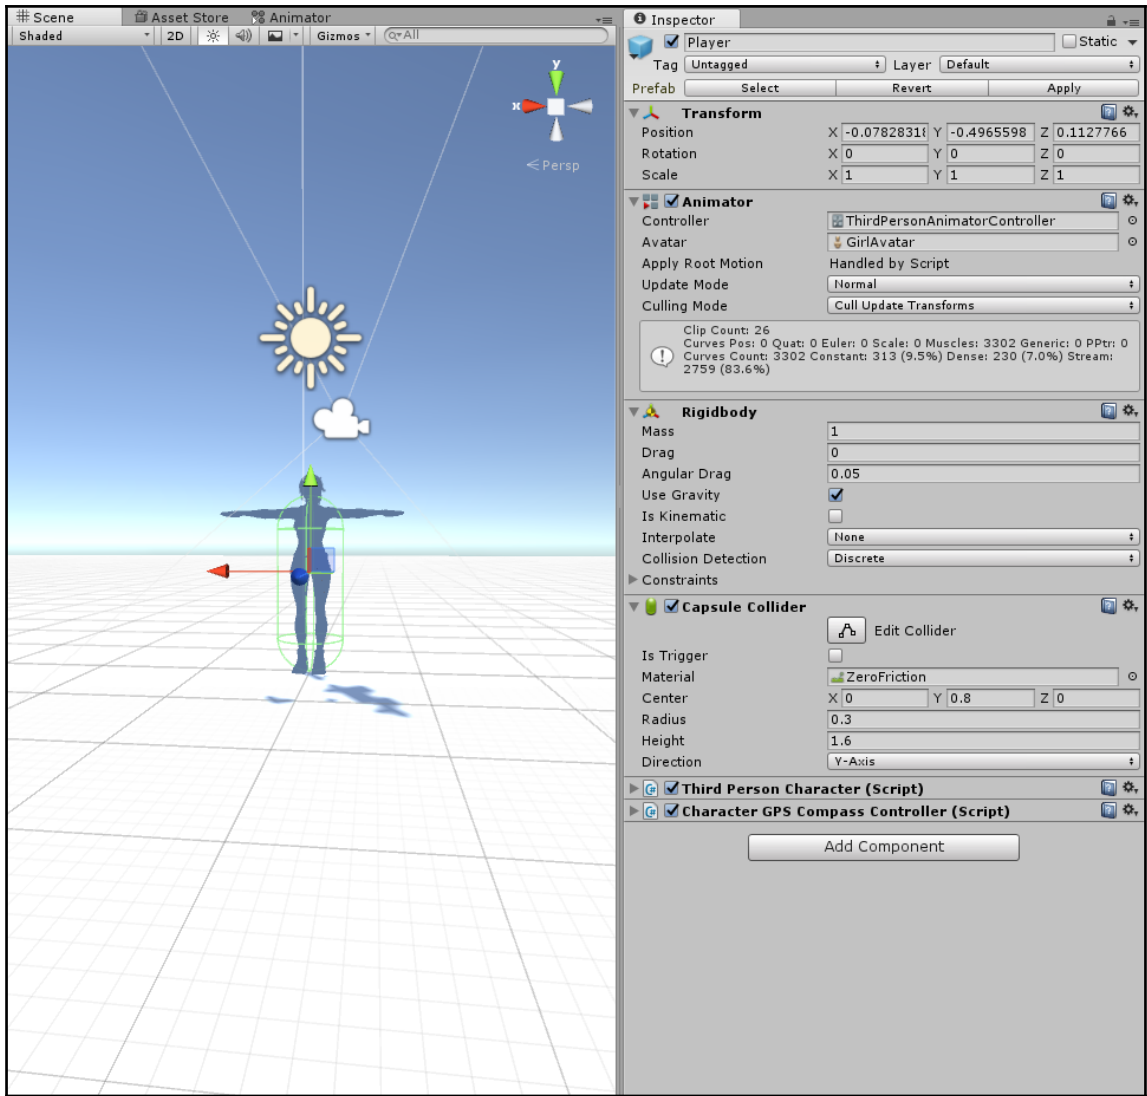 Scene Asset Store Animator
Shaded 2D Gizmos All
y
x
Persp
Inspector
Player Static
Tag Untagged Layer Default
Prefab Select Revert Apply
Transform
Position X -0.0782831 Y -0.4965598 Z 0.1127766
Rotation X 0 Y 0 Z 0
Scale X 1 Y 1 Z 1
Animator
Controller ThirdPersonAnimatorController
Avatar GirlAvatar
Apply Root Motion Handled by Script
Update Mode Normal
Culling Mode Cull Update Transforms
Clip Count: 26
Curves Pos: 0 Quat: 0 Euler: 0 Scale: 0 Muscles: 3302 Generic: 0 PPtr: 0
Curves Count: 3302 Constant: 313 (9.5%) Dense: 230 (7.0%) Stream:
2759 (83.6%)
Rigidbody
Mass 1
Drag 0
Angular Drag 0.05
Use Gravity
Is Kinematic
Interpolate None
Collision Detection Discrete
Constraints
Capsule Collider
Edit Collider
Is Trigger
Material ZeroFriction
Center X 0 Y 0.8 Z 0
Radius 0.3
Height 1.6
Direction Y-Axis
Third Person Character (Script)
Character GPS Compass Controller (Script)
Add Component